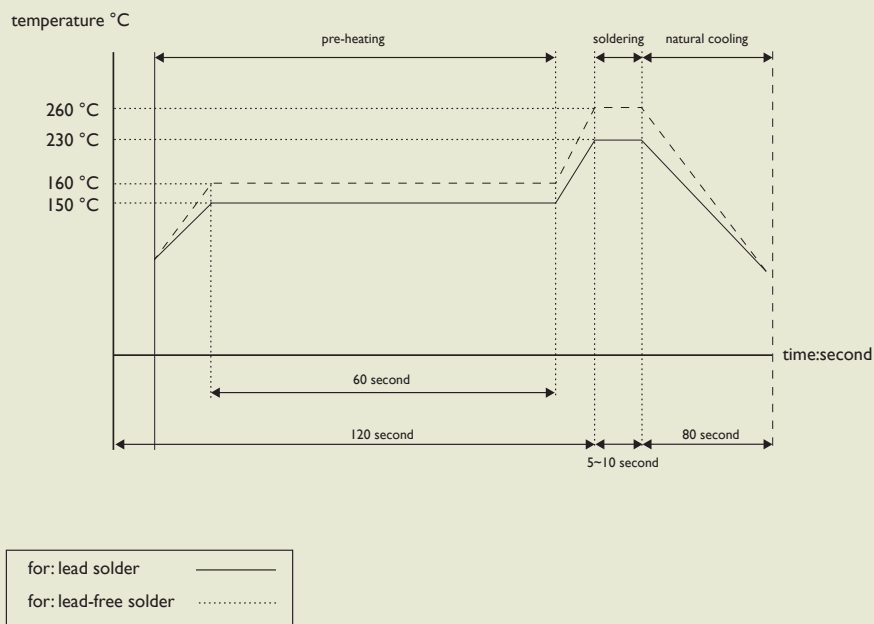 temperature °C
pre-heating
soldering
natural cooling
260 °C
230 °C
160 °C
150 °C
time:second
60 second
120 second
80 second
5~10 second
for: lead solder
for: lead-free solder